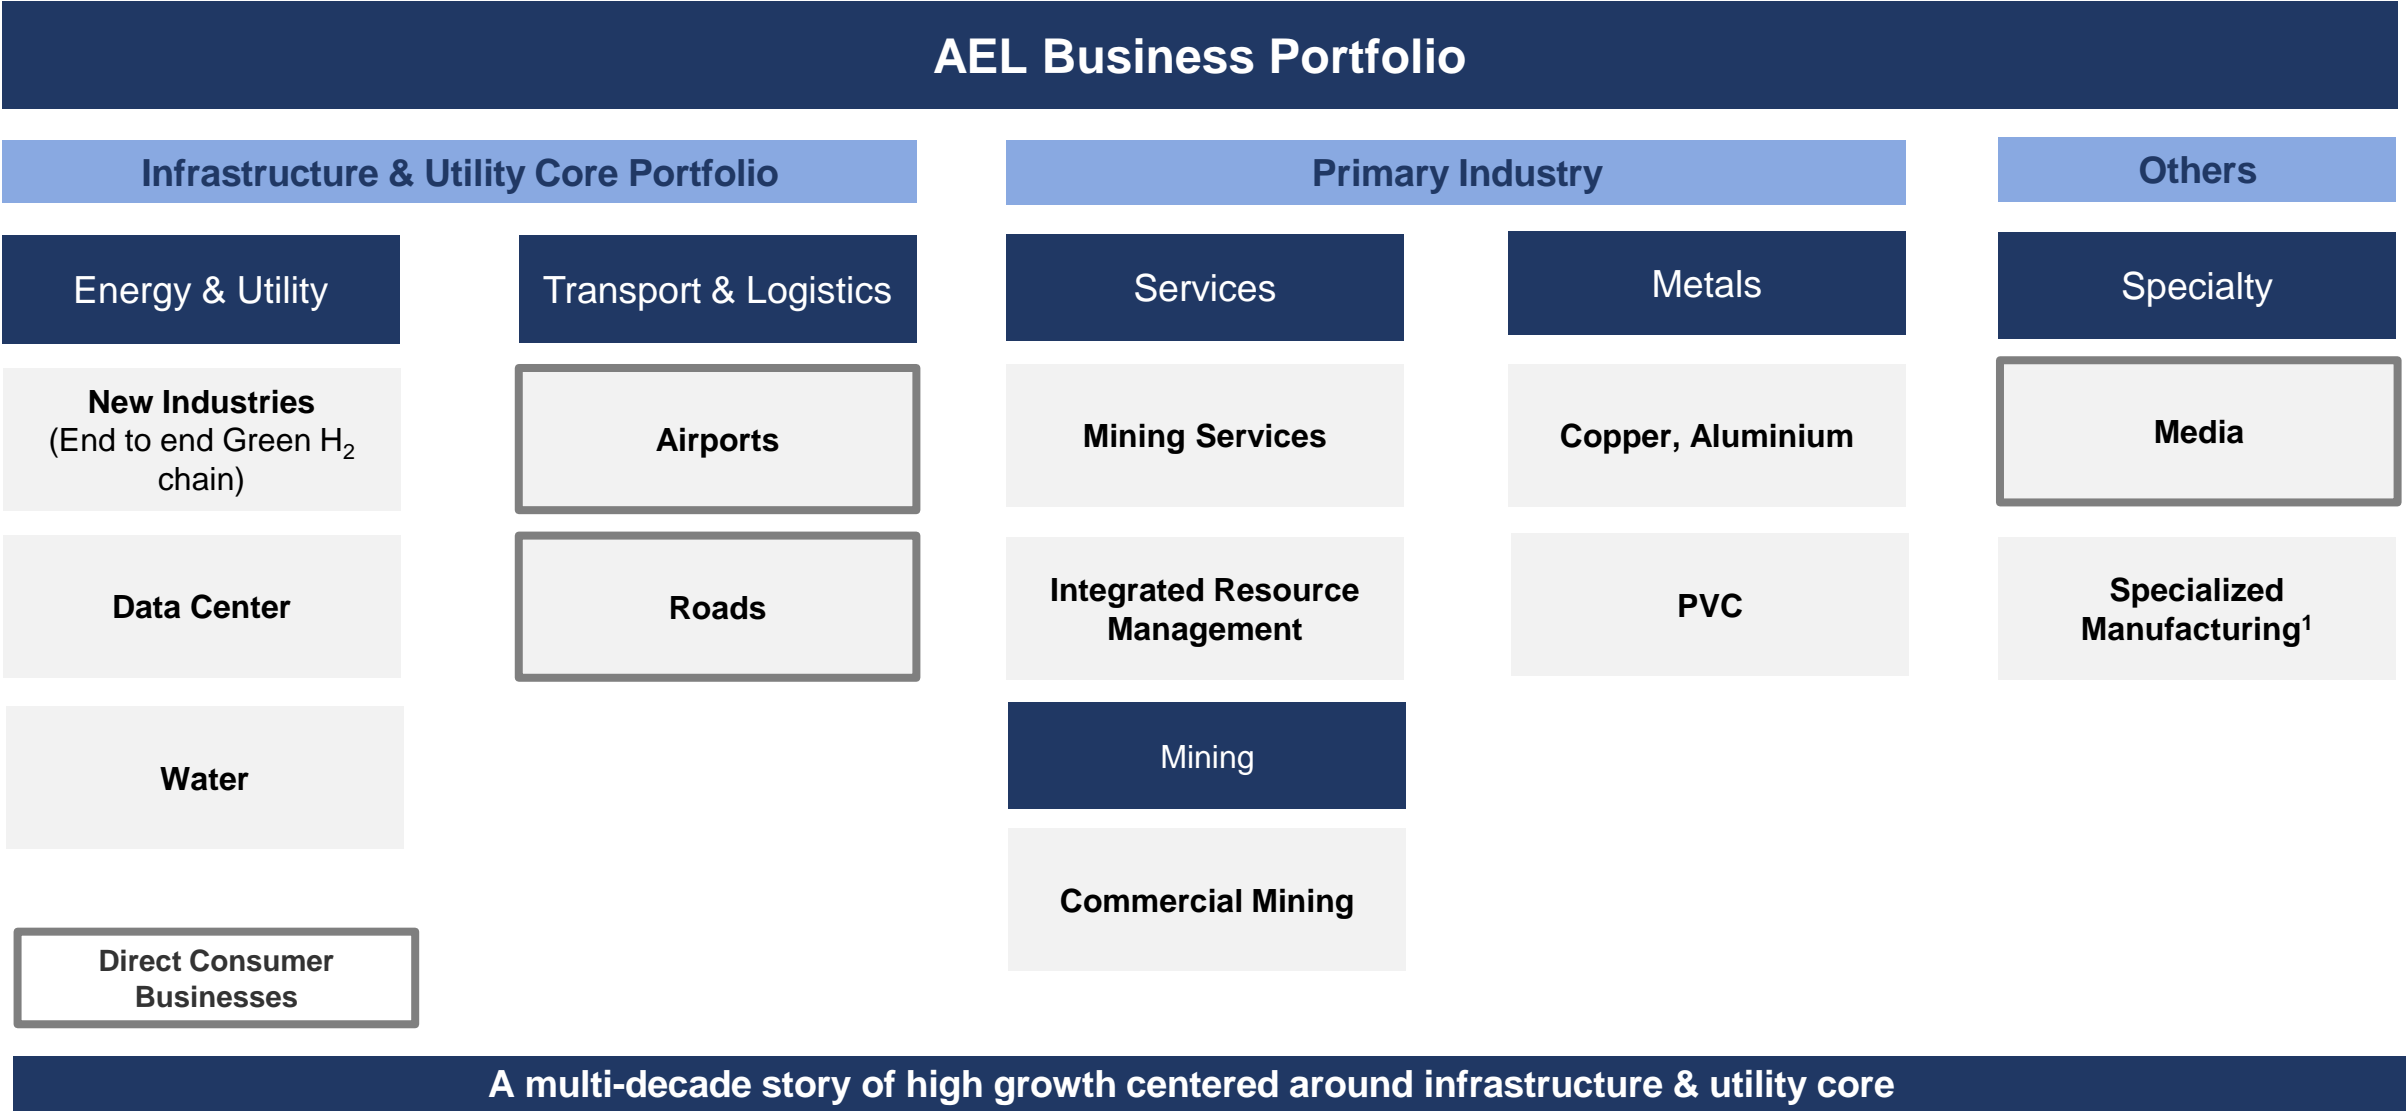 AEL Business Portfolio
Infrastructure & Utility Core Portfolio
Primary Industry
Others
Energy & Utility
Transport & Logistics
Services
Metals
Specialty
New Industries
(End to end Green H₂
chain)
Airports
Mining Services
Copper, Aluminium
Media
Data Center
Roads
Integrated Resource
Management
PVC
Specialized
Manufacturing¹
Water
Mining
Commercial Mining
Direct Consumer
Businesses
A multi-decade story of high growth centered around infrastructure & utility core